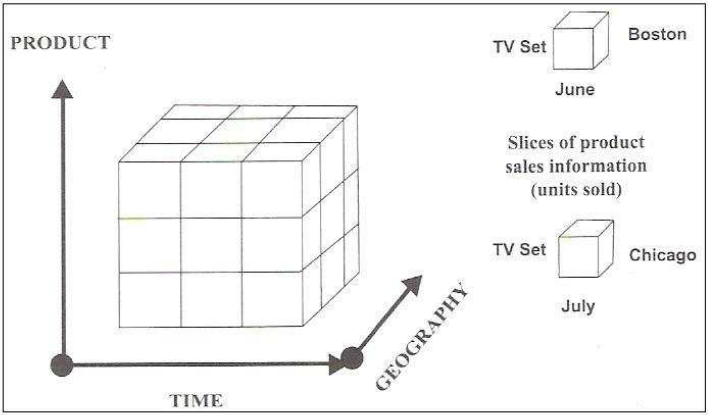 PRODUCT
TIME
GEOGRAPHY
TV Set
Boston
June
Slices of product
sales information
(units sold)
TV Set
Chicago
July